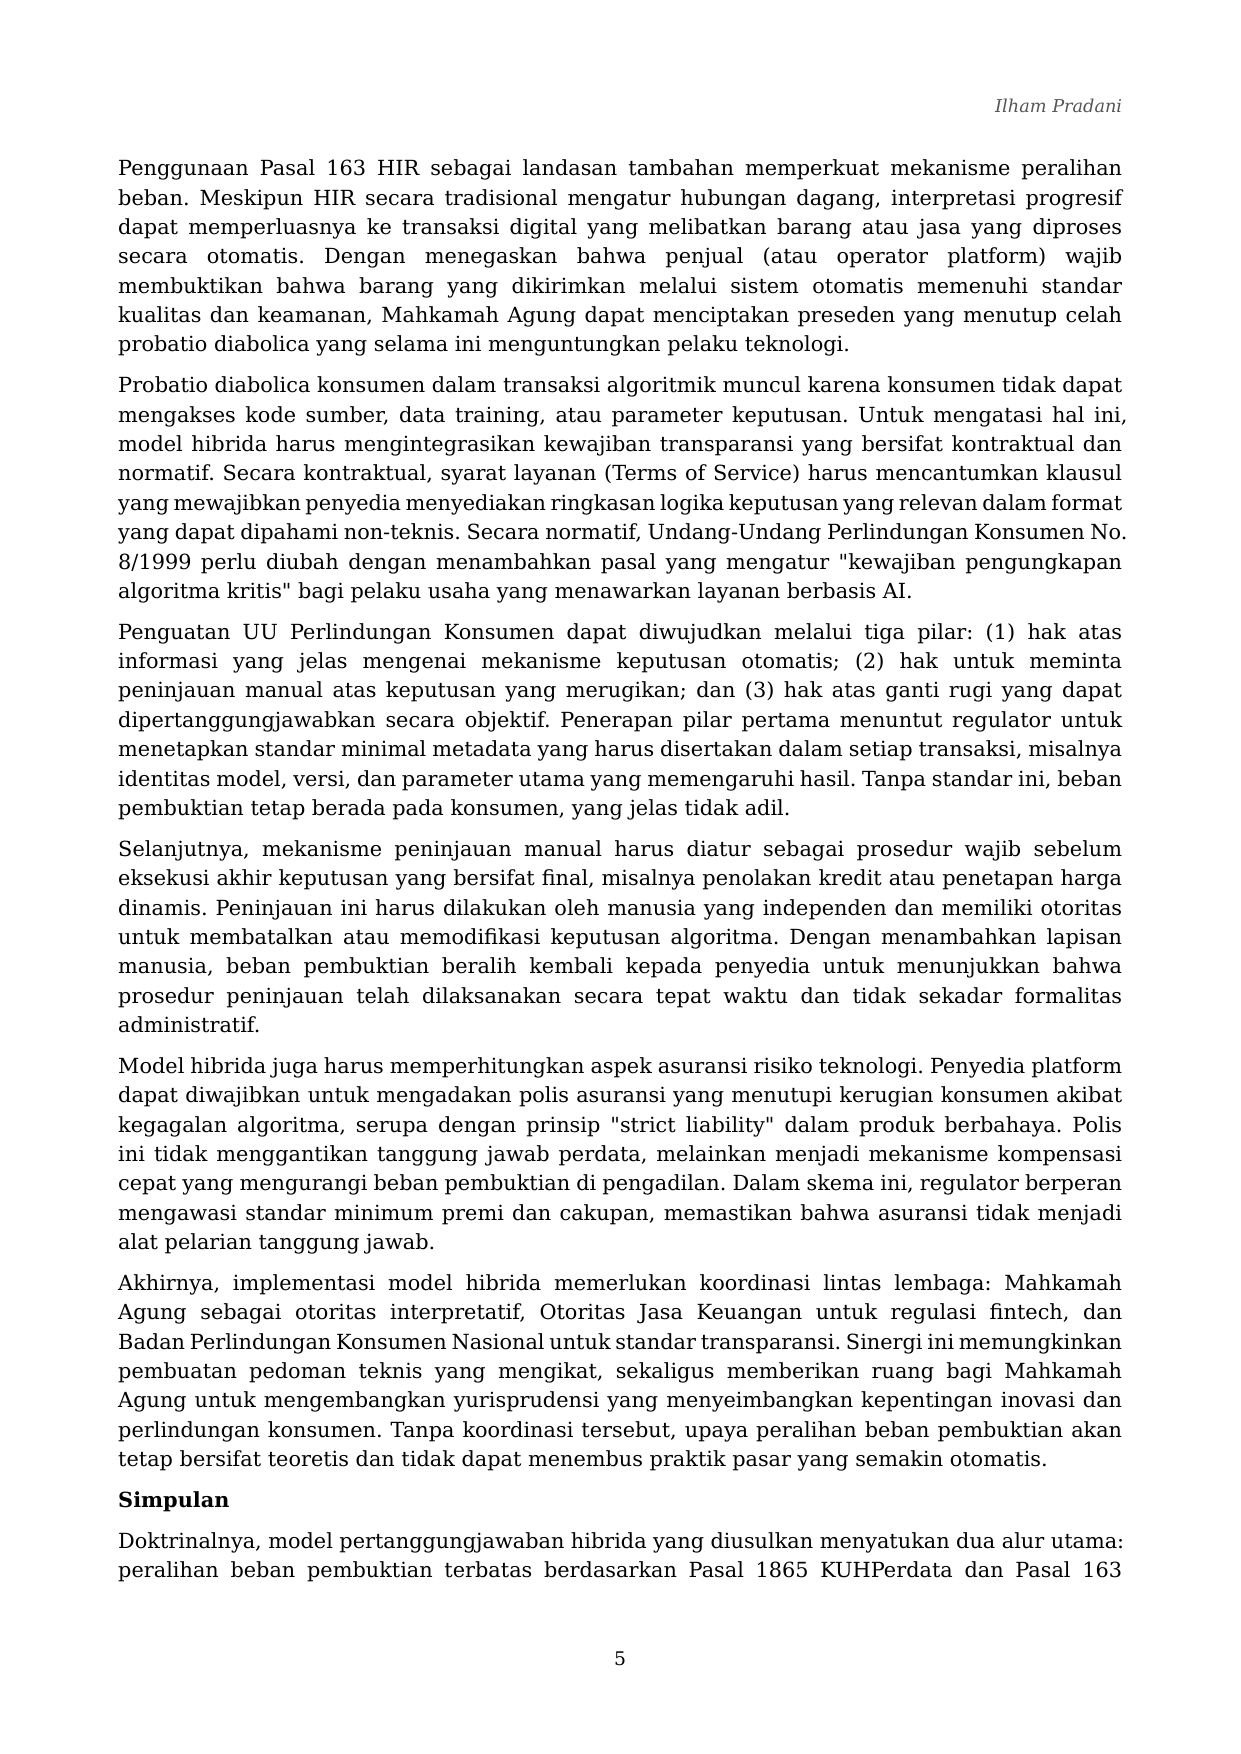 Ilham Pradani
Penggunaan Pasal 163 HIR sebagai landasan tambahan memperkuat mekanisme peralihan
beban. Meskipun HIR secara tradisional mengatur hubungan dagang, interpretasi progresif
dapat memperluasnya ke transaksi digital yang melibatkan barang atau jasa yang diproses
secara otomatis. Dengan menegaskan bahwa penjual (atau operator platform) wajib
membuktikan bahwa barang yang dikirimkan melalui sistem otomatis memenuhi standar
kualitas dan keamanan, Mahkamah Agung dapat menciptakan preseden yang menutup celah
probatio diabolica yang selama ini menguntungkan pelaku teknologi.
Probatio diabolica konsumen dalam transaksi algoritmik muncul karena konsumen tidak dapat
mengakses kode sumber, data training, atau parameter keputusan. Untuk mengatasi hal ini,
model hibrida harus mengintegrasikan kewajiban transparansi yang bersifat kontraktual dan
normatif. Secara kontraktual, syarat layanan (Terms of Service) harus mencantumkan klausul
yang mewajibkan penyedia menyediakan ringkasan logika keputusan yang relevan dalam format
yang dapat dipahami non-teknis. Secara normatif, Undang-Undang Perlindungan Konsumen No.
8/1999 perlu diubah dengan menambahkan pasal yang mengatur "kewajiban pengungkapan
algoritma kritis" bagi pelaku usaha yang menawarkan layanan berbasis AI.
Penguatan UU Perlindungan Konsumen dapat diwujudkan melalui tiga pilar: (1) hak atas
informasi yang jelas mengenai mekanisme keputusan otomatis; (2) hak untuk meminta
peninjauan manual atas keputusan yang merugikan; dan (3) hak atas ganti rugi yang dapat
dipertanggungjawabkan secara objektif. Penerapan pilar pertama menuntut regulator untuk
menetapkan standar minimal metadata yang harus disertakan dalam setiap transaksi, misalnya
identitas model, versi, dan parameter utama yang memengaruhi hasil. Tanpa standar ini, beban
pembuktian tetap berada pada konsumen, yang jelas tidak adil.
Selanjutnya, mekanisme peninjauan manual harus diatur sebagai prosedur wajib sebelum
eksekusi akhir keputusan yang bersifat final, misalnya penolakan kredit atau penetapan harga
dinamis. Peninjauan ini harus dilakukan oleh manusia yang independen dan memiliki otoritas
untuk membatalkan atau memodifikasi keputusan algoritma. Dengan menambahkan lapisan
manusia, beban pembuktian beralih kembali kepada penyedia untuk menunjukkan bahwa
prosedur peninjauan telah dilaksanakan secara tepat waktu dan tidak sekadar formalitas
administratif.
Model hibrida juga harus memperhitungkan aspek asuransi risiko teknologi. Penyedia platform
dapat diwajibkan untuk mengadakan polis asuransi yang menutupi kerugian konsumen akibat
kegagalan algoritma, serupa dengan prinsip "strict liability" dalam produk berbahaya. Polis
ini tidak menggantikan tanggung jawab perdata, melainkan menjadi mekanisme kompensasi
cepat yang mengurangi beban pembuktian di pengadilan. Dalam skema ini, regulator berperan
mengawasi standar minimum premi dan cakupan, memastikan bahwa asuransi tidak menjadi
alat pelarian tanggung jawab.
Akhirnya, implementasi model hibrida memerlukan koordinasi lintas lembaga: Mahkamah
Agung sebagai otoritas interpretatif, Otoritas Jasa Keuangan untuk regulasi fintech, dan
Badan Perlindungan Konsumen Nasional untuk standar transparansi. Sinergi ini memungkinkan
pembuatan pedoman teknis yang mengikat, sekaligus memberikan ruang bagi Mahkamah
Agung untuk mengembangkan yurisprudensi yang menyeimbangkan kepentingan inovasi dan
perlindungan konsumen. Tanpa koordinasi tersebut, upaya peralihan beban pembuktian akan
tetap bersifat teoretis dan tidak dapat menembus praktik pasar yang semakin otomatis.
Simpulan
Doktrinalnya, model pertanggungjawaban hibrida yang diusulkan menyatukan dua alur utama:
peralihan beban pembuktian terbatas berdasarkan Pasal 1865 KUHPerdata dan Pasal 163
5